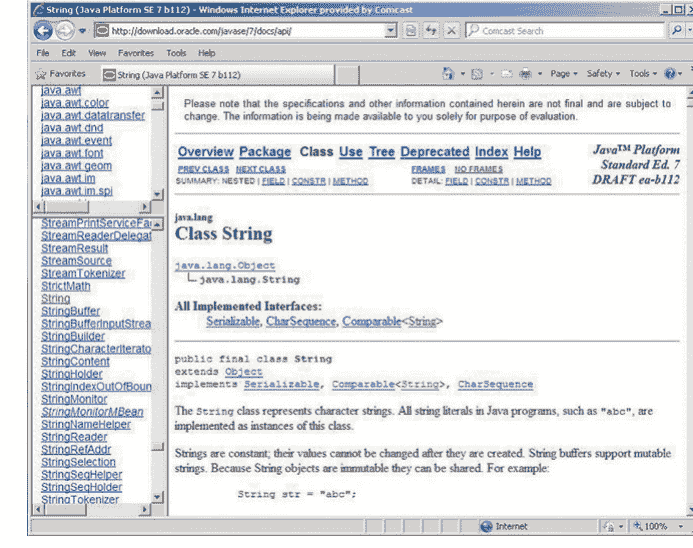 String (Java Platform SE 7 b112) - Windows Internet Explorer provided by Comcast
http://download.oracle.com/javase/7/docs/api/
Comcast Search
File Edit View Favorites Tools Help
Favorites String (Java Platform SE 7 b112) Page Safety Tools
java.awt
java.awt.color
java.awt.datatransfer
java.awt.dnd
java.awt.event
java.awt.font
java.awt.geom
java.awt.im
java.awt.im.spi
StreamPrintServiceFa
StreamReaderDelegat
StreamResult
StreamSource
StreamTokenizer
StrictMath
String
StringBuffer
StringBufferInputStrea
StringBuilder
StringCharacterIterato
StringContent
StringHolder
StringIndexOutOfBoun
StringMonitor
StringMonitorMBean
StringNameHelper
StringReader
StringRefAddr
StringSelection
StringSeqHelper
StringSeqHolder
StringTokenizer
Please note that the specifications and other information contained herein are not final and are subject to
change. The information is being made available to you solely for purpose of evaluation.
Overview Package Class Use Tree Deprecated Index Help
Java™ Platform
Standard Ed. 7
DRAFT ea-b112
PREV CLASS NEXT CLASS FRAMES NO FRAMES
SUMMARY: NESTED | FIELD | CONSTR | METHOD DETAIL: FIELD | CONSTR | METHOD
java.lang
Class String
java.lang.Object
java.lang.String
All Implemented Interfaces:
Serializable, CharSequence, Comparable<String>
public final class String
extends Object
implements Serializable, Comparable<String>, CharSequence
The String class represents character strings. All string literals in Java programs, such as "abc", are
implemented as instances of this class.
Strings are constant; their values cannot be changed after they are created. String buffers support mutable
strings. Because String objects are immutable they can be shared. For example:
String str = "abc";
Internet 100%